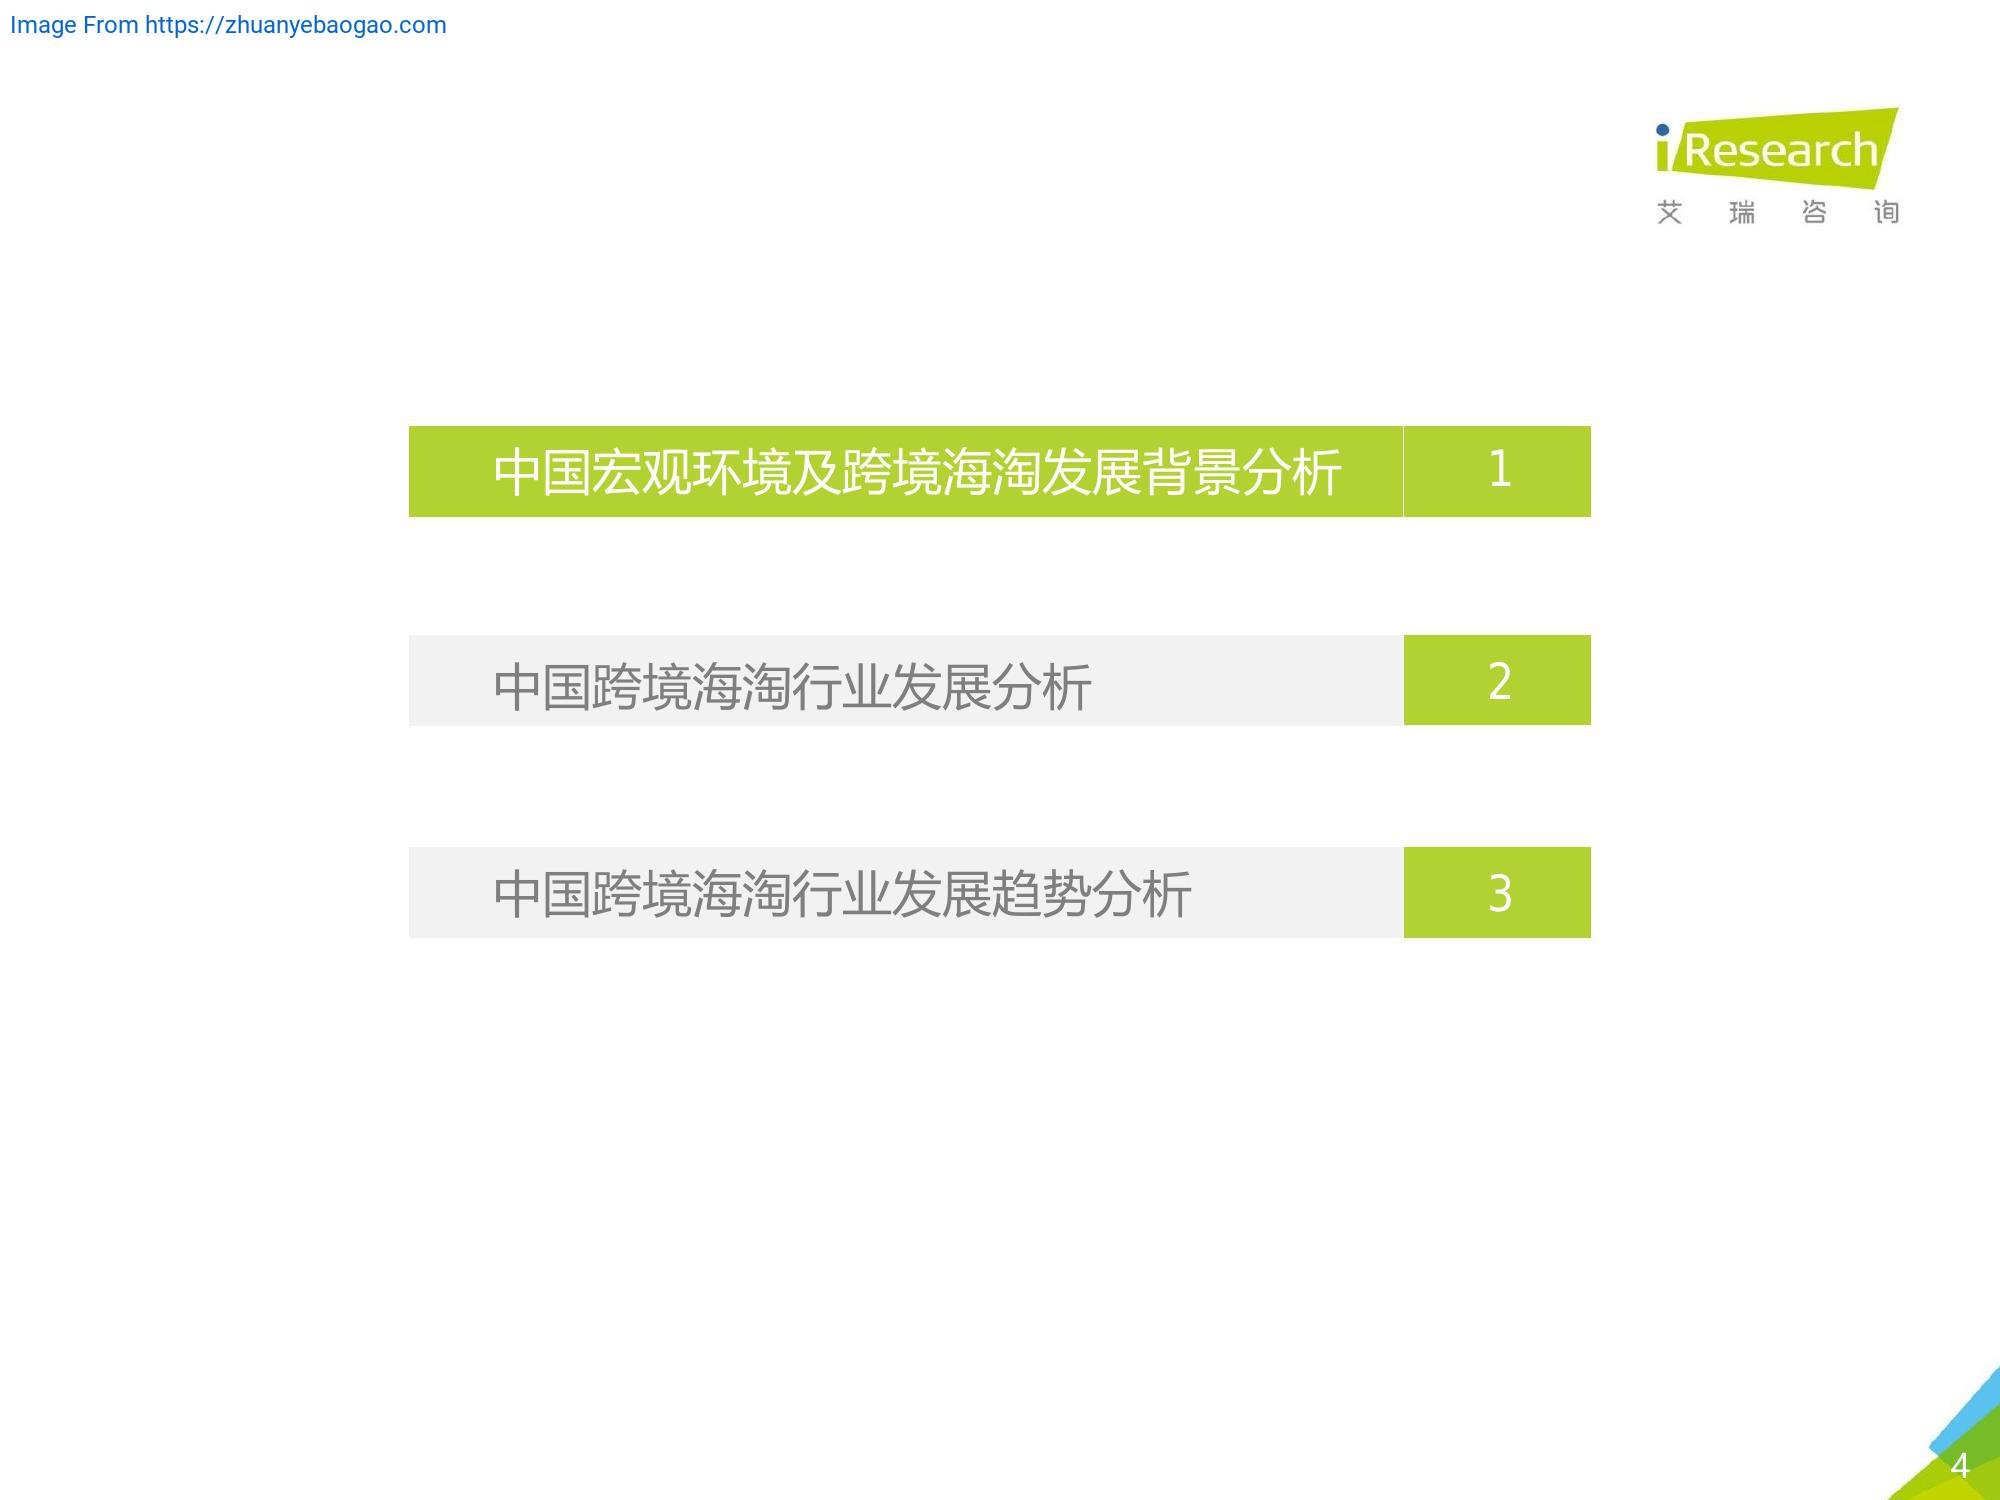 Image From https://zhuanyebaogao.com
iResearch
艾瑞咨询
中国宏观环境及跨境海淘发展背景分析 1
中国跨境海淘行业发展分析 2
中国跨境海淘行业发展趋势分析 3
4